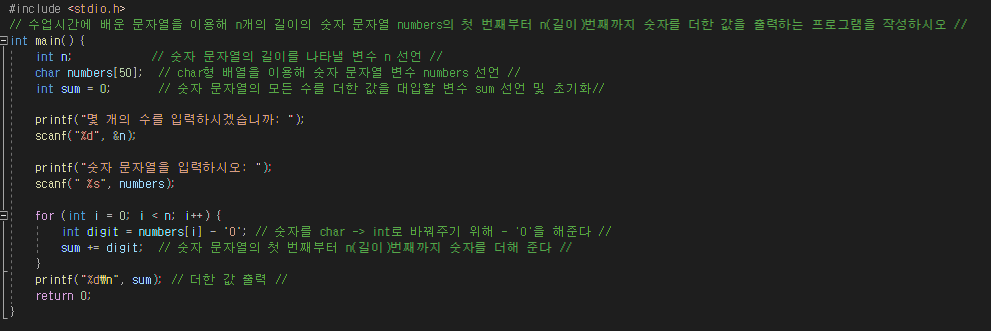 #include <stdio.h>
// 수업시간에 배운 문자열을 이용해 n개의 길이의 숫자 문자열 numbers의 첫 번째부터 n(길이)번째까지 숫자를 더한 값을 출력하는 프로그램을 작성하시오 //
int main() {
int n; // 숫자 문자열의 길이를 나타낼 변수 n 선언 //
char numbers[50]; // char형 배열을 이용해 숫자 문자열 변수 numbers 선언 //
int sum = 0; // 숫자 문자열의 모든 수를 더한 값을 대입할 변수 sum 선언 및 초기화//
printf("몇 개의 수를 입력하시겠습니까: ");
scanf("%d", &n);
printf("숫자 문자열을 입력하시오: ");
scanf(" %s", numbers);
for (int i = 0; i < n; i++) {
int digit = numbers[i] - '0'; // 숫자를 char -> int로 바꿔주기 위해 - '0'을 해준다 //
sum += digit; // 숫자 문자열의 첫 번째부터 n(길이)번째까지 숫자를 더해 준다 //
}
printf("%d₩n", sum); // 더한 값 출력 //
return 0;
}